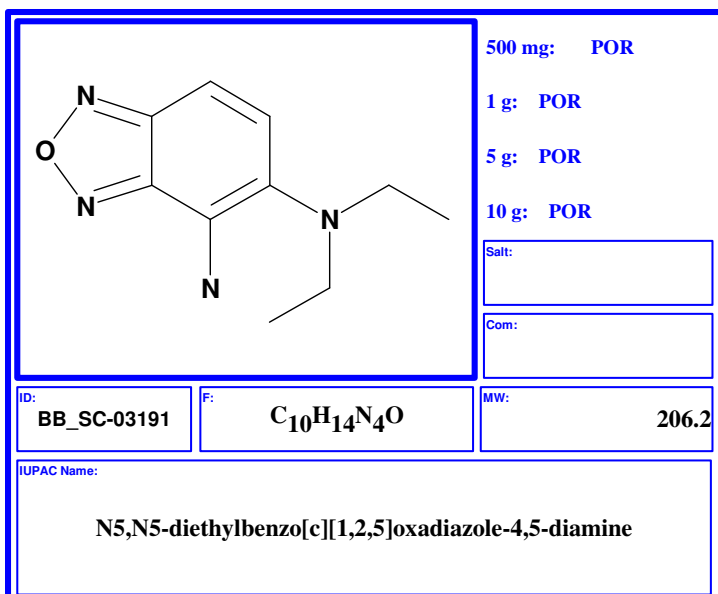 500 mg: POR
1 g: POR
5 g: POR
10 g: POR
N
O
N
N
N
Salt:
Com:
ID:
BB_SC-03191
F:
C10H14N4O
MW:
206.2
IUPAC Name:
N5,N5-diethylbenzo[c][1,2,5]oxadiazole-4,5-diamine